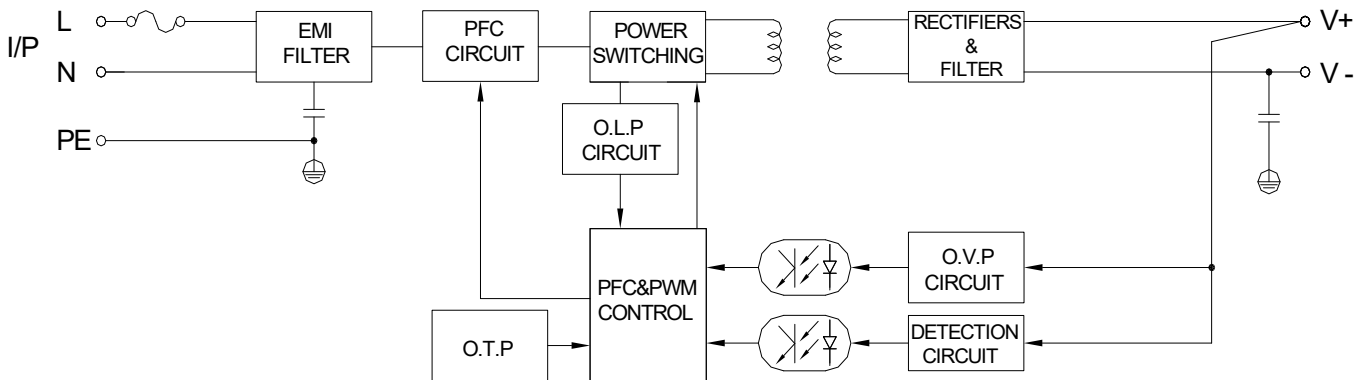 I/P
L
N
PE
EMI
FILTER
PFC
CIRCUIT
POWER
SWITCHING
RECTIFIERS
&
FILTER
V+
V -
O.L.P
CIRCUIT
PFC&PWM
CONTROL
O.V.P
CIRCUIT
O.T.P
DETECTION
CIRCUIT